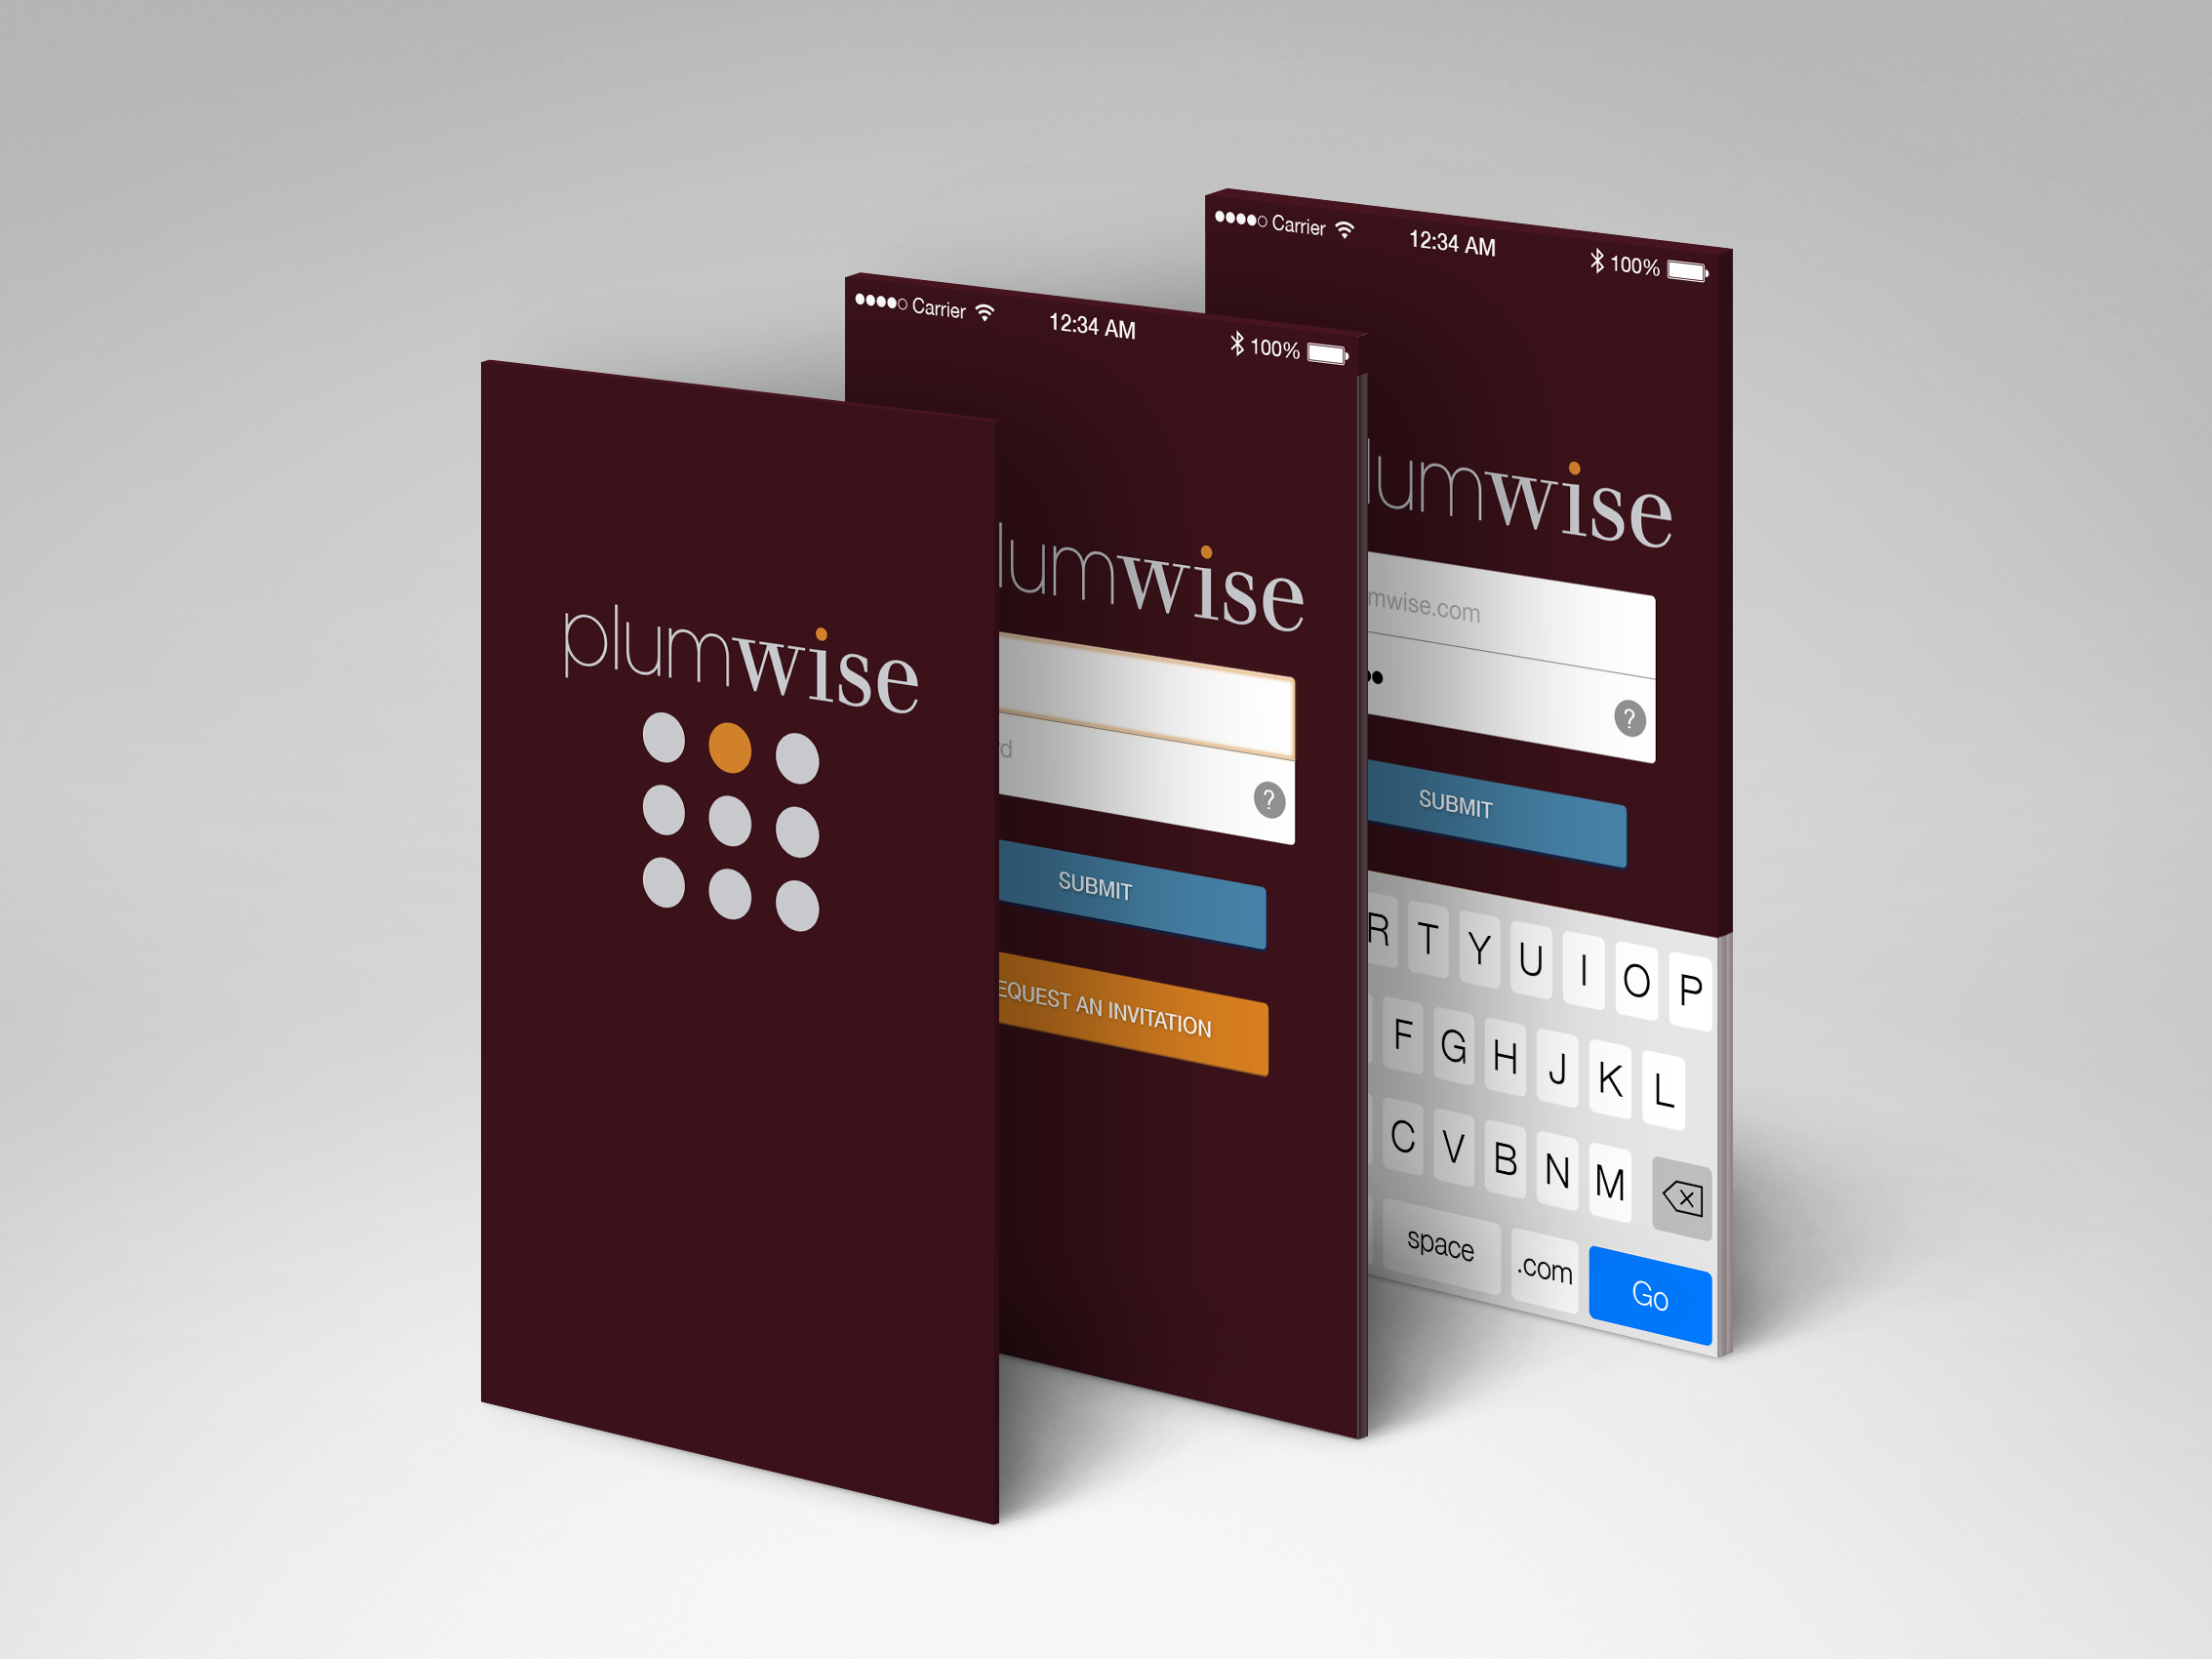 plumwise
Carrier 12:34 AM 100%
lumwise
rd
?
SUBMIT
EQUEST AN INVITATION
Carrier 12:34 AM 100%
lumwise
mwise.com
?
SUBMIT
R T Y U I O P
F G H J K L
C V B N M
space .com Go